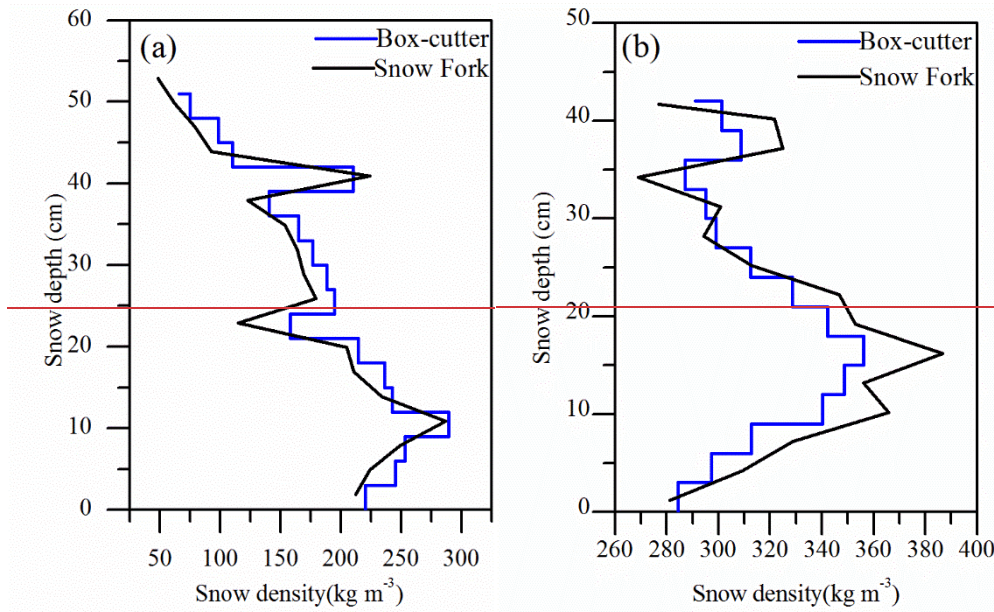 (a)
Box-cutter
Snow Fork
60
50
40
30
20
10
0
Snow depth (cm)
50 100 150 200 250 300
Snow density(kg m-3)
(b)
Box-cutter
Snow Fork
50
40
30
20
10
0
Snow depth (cm)
260 280 300 320 340 360 380 400
Snow density(kg m-3)